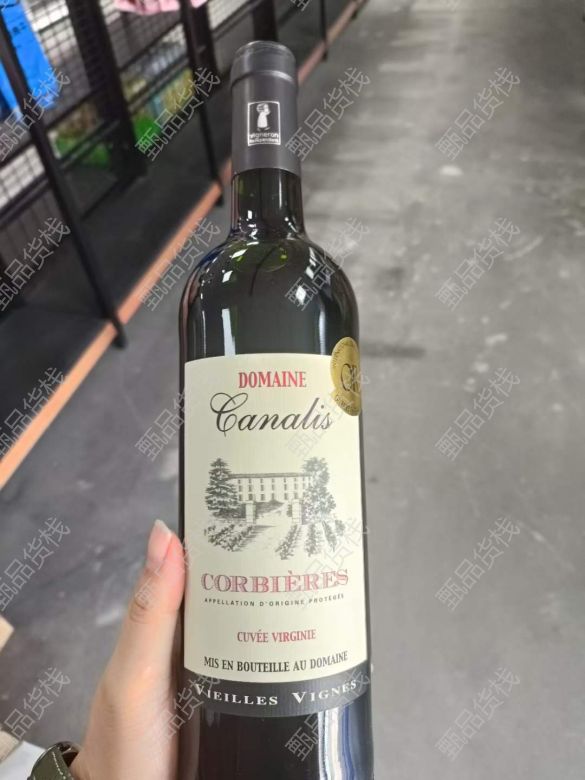 Vigneron
DOMAINE
Canalis
CORBIÈRES
APPELLATION D'ORIGINE PROTÉGÉE
CUVÉE VIRGINIE
MIS EN BOUTEILLE AU DOMAINE
VIEILLES VIGNES
甄品货栈